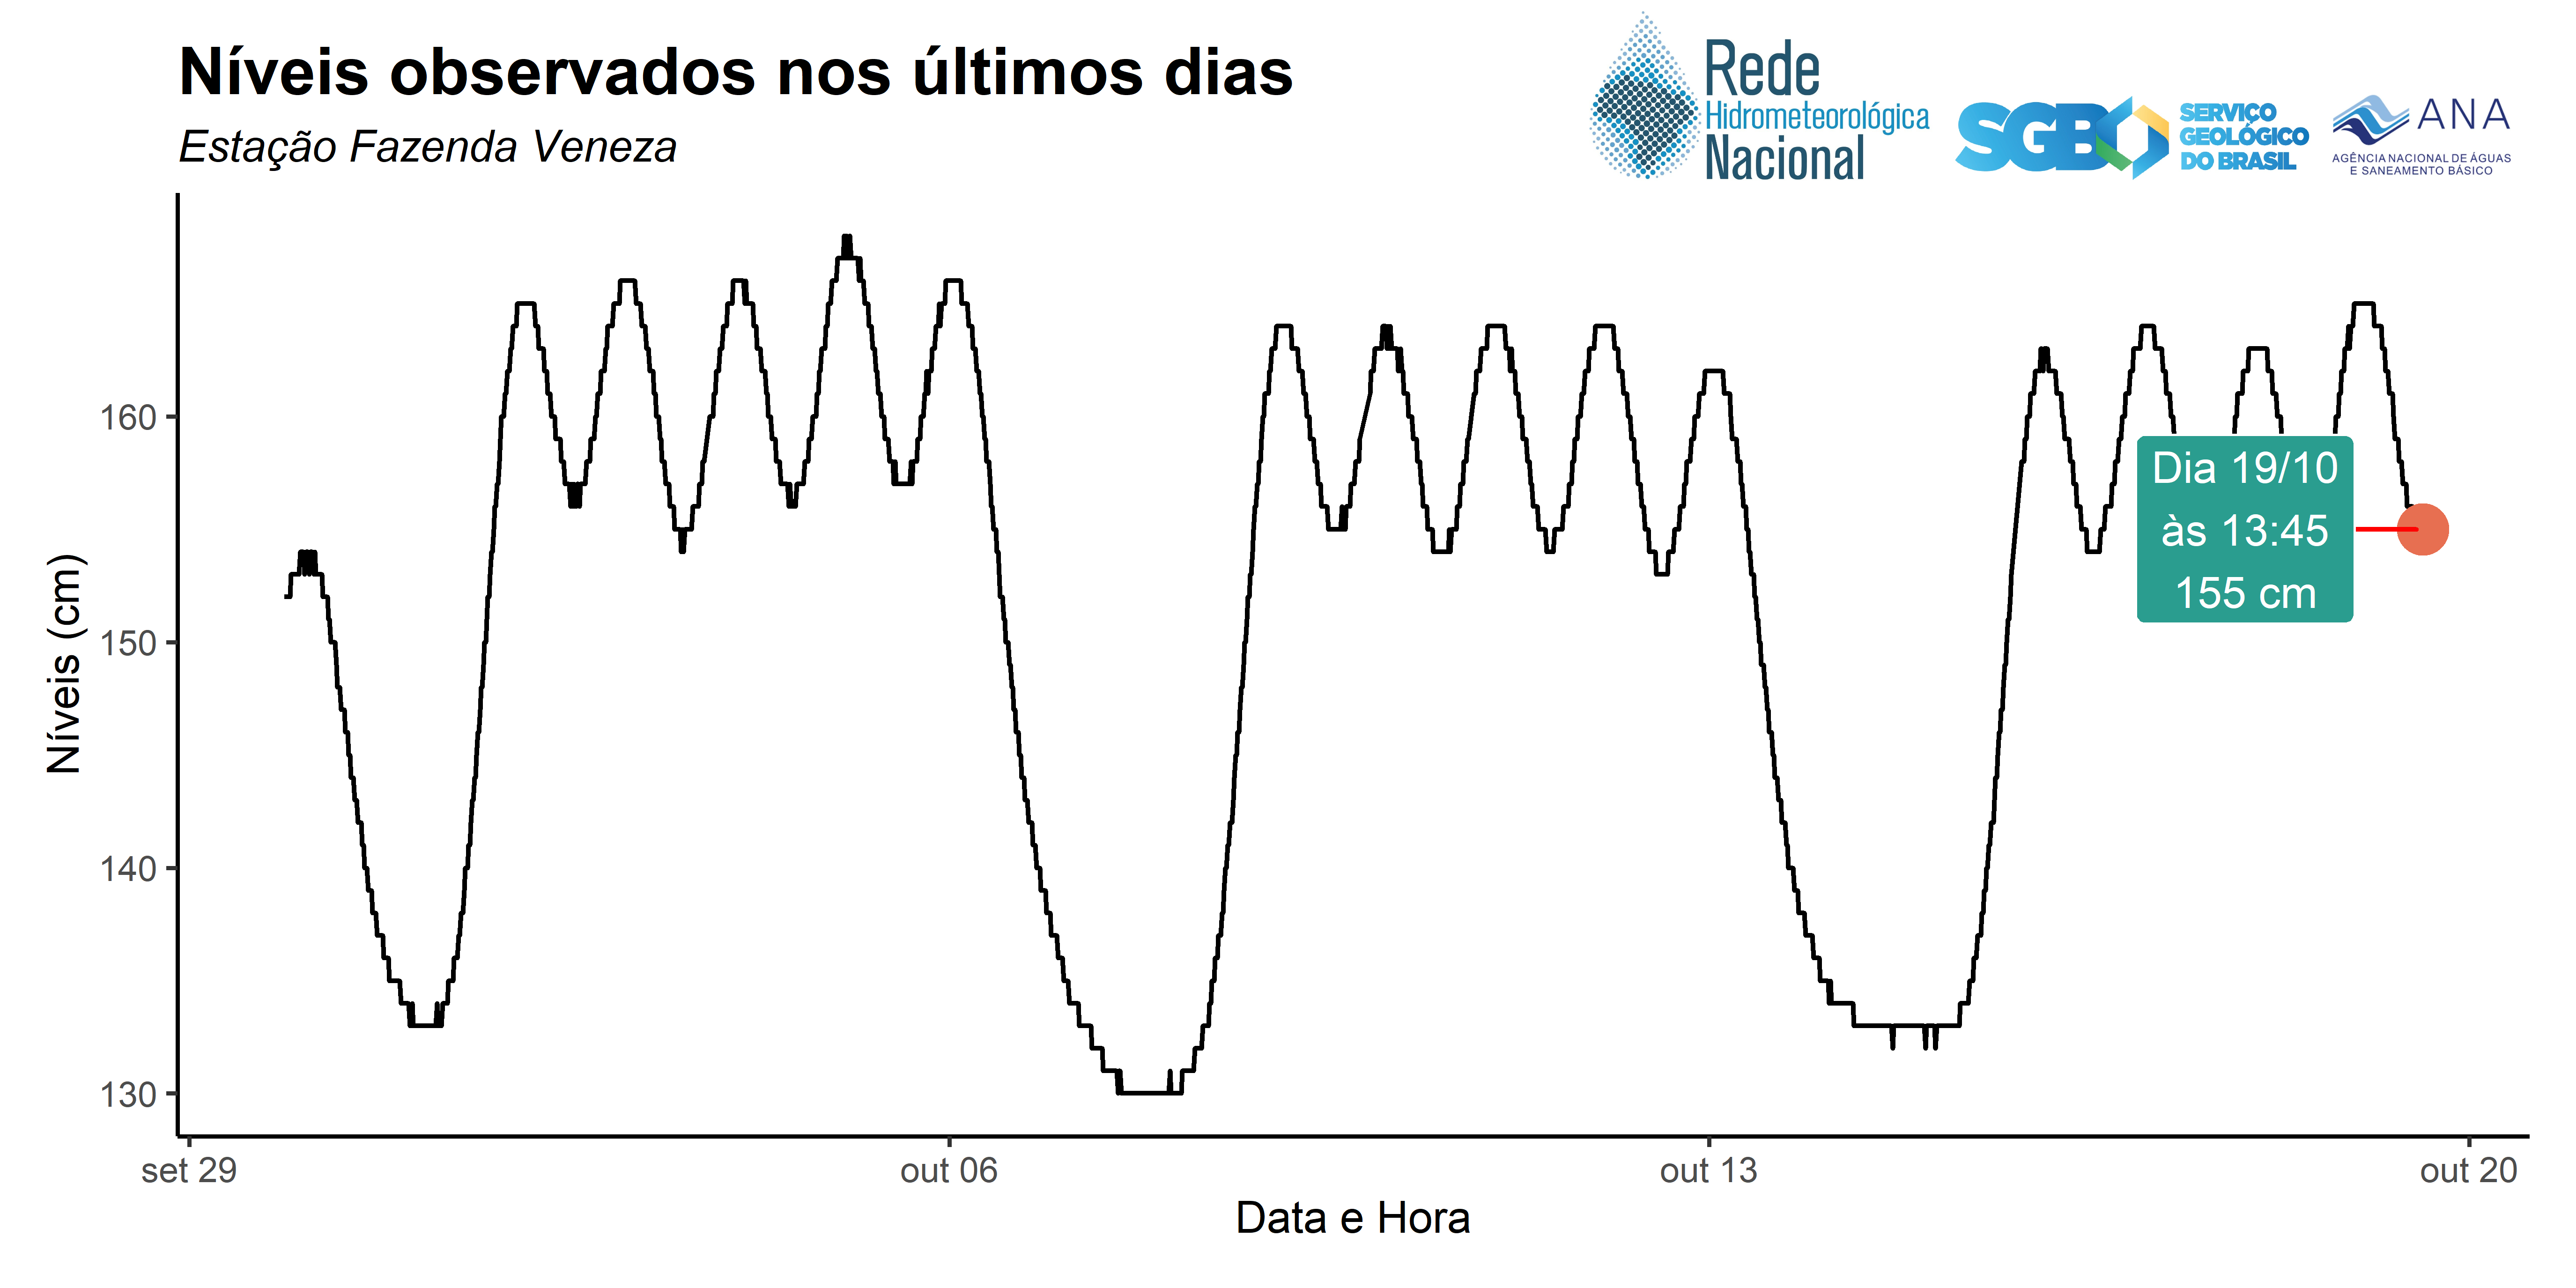 Níveis observados nos últimos dias
Estação Fazenda Veneza
Rede
Hidrometeorológica
Nacional
SGB
SERVIÇO
GEOLÓGICO
DO BRASIL
ANA
AGÊNCIA NACIONAL DE ÁGUAS
E SANEAMENTO BÁSICO
Níveis (cm)
160
150
140
130
Dia 19/10
às 13:45
155 cm
set 29
out 06
out 13
out 20
Data e Hora